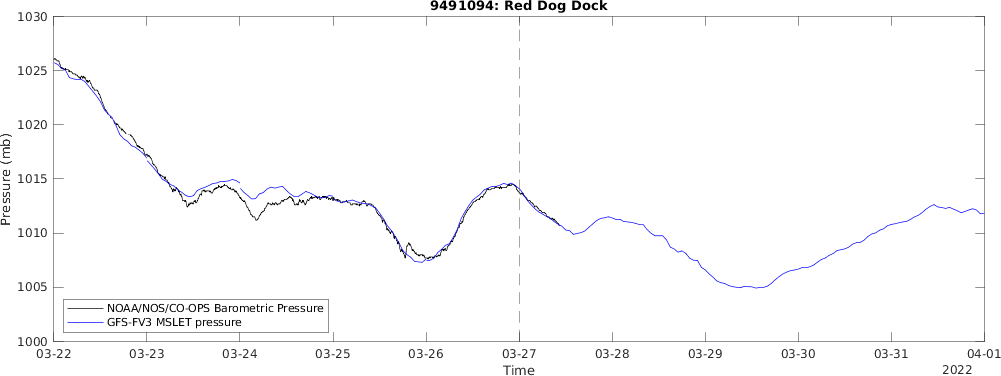 9491094: Red Dog Dock
1030
1025
1020
1015
1010
1005
1000
Pressure (mb)
NOAA/NOS/CO-OPS Barometric Pressure
GFS-FV3 MSLET pressure
03-22 03-23 03-24 03-25 03-26 03-27 03-28 03-29 03-30 03-31 04-01
Time
2022